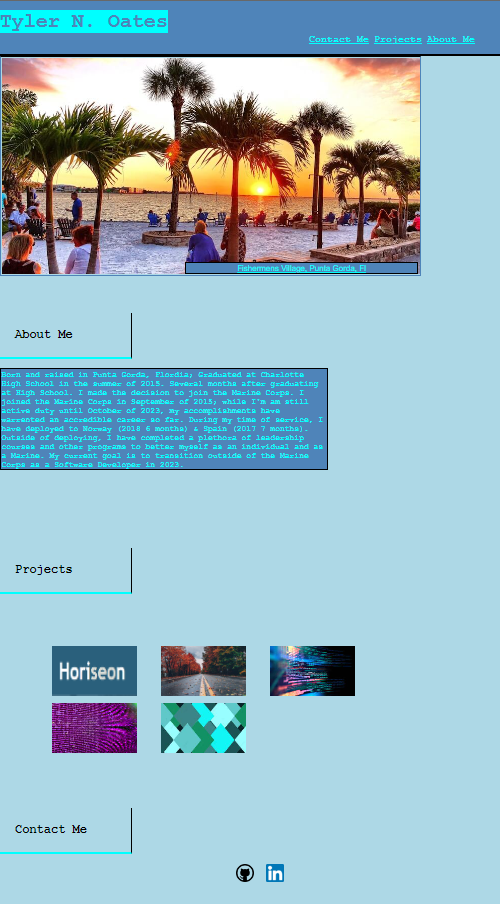 Tyler N. Oates
Contact Me Projects About Me
Fishermens Village, Punta Gorda, Fl
About Me
Born and raised in Punta Gorda, Flordia; Graduated at Charlotte
High School in the summer of 2015. Several months after graduating
at High School. I made the decision to join the Marine Corps. I
joined the Marine Corps in September of 2015; while I'm am still
active duty until October of 2023, my accomplishments have
warrented an accredible career so far. During my time of service, I
have deployed to Norway (2018 6 months) & Spain (2017 7 months).
Outside of deploying, I have completed a plethora of leadership
courses and other programs to better myself as an individual and as
a Marine. My current goal is to transition outside of the Marine
Corps as a Software Developer in 2023.
Projects
Horiseon
Contact Me
in